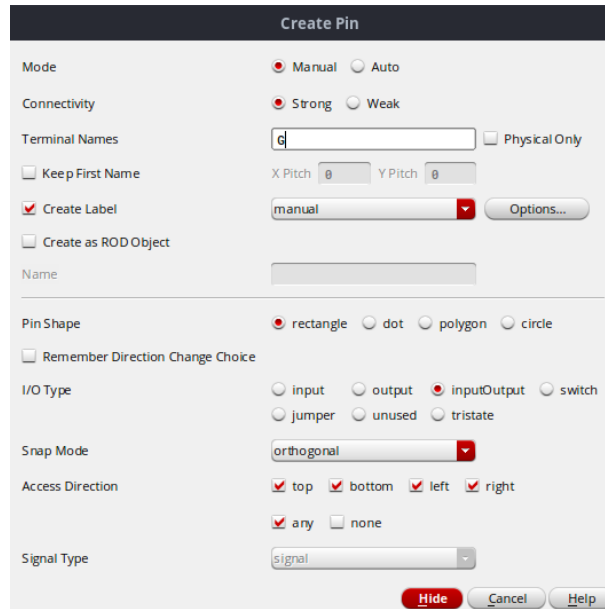 Create Pin
Mode Manual Auto
Connectivity Strong Weak
Terminal Names G Physical Only
Keep First Name X Pitch 0 Y Pitch 0
Create Label manual Options...
Create as ROD Object
Name
Pin Shape rectangle dot polygon circle
Remember Direction Change Choice
I/O Type input output inputOutput switch
jumper unused tristate
Snap Mode orthogonal
Access Direction top bottom left right
any none
Signal Type signal
Hide Cancel Help